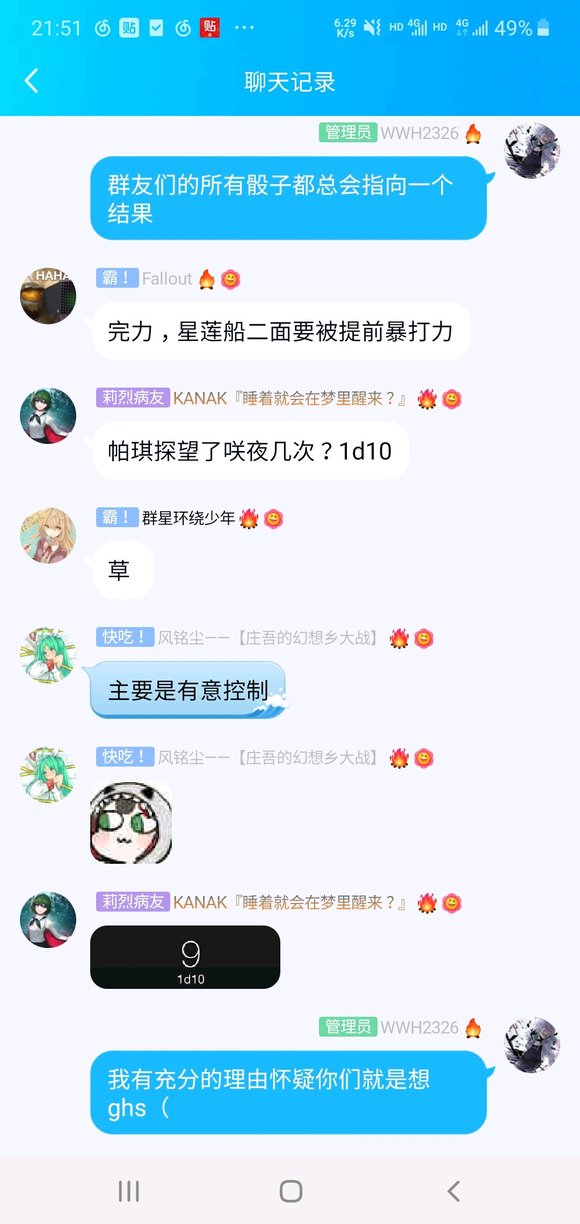 21:51
贴
贴
6.29
K/s
HD 4G
HD 4G
49%
聊天记录
管理员 WWH2326
群友们的所有骰子都总会指向一个
结果
HAHA
霸！ Fallout
完力，星莲船二面要被提前暴打力
莉烈病友 KANAK『睡着就会在梦里醒来？』
帕琪探望了咲夜几次？1d10
霸！ 群星环绕少年
草
快吃！ 风铭尘——【庄吾的幻想乡大战】
主要是有意控制
快吃！ 风铭尘——【庄吾的幻想乡大战】
莉烈病友 KANAK『睡着就会在梦里醒来？』
9
1d10
管理员 WWH2326
我有充分的理由怀疑你们就是想
ghs（